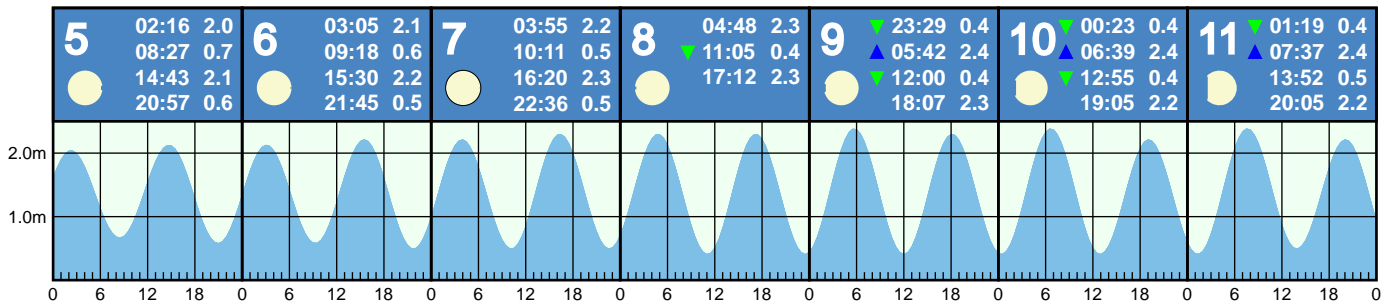 5 02:16 2.0
08:27 0.7
14:43 2.1
20:57 0.6
6 03:05 2.1
09:18 0.6
15:30 2.2
21:45 0.5
7 03:55 2.2
10:11 0.5
16:20 2.3
22:36 0.5
8 04:48 2.3
▼ 11:05 0.4
17:12 2.3
9 ▼ 23:29 0.4
▲ 05:42 2.4
▼ 12:00 0.4
18:07 2.3
10 ▼ 00:23 0.4
▲ 06:39 2.4
▼ 12:55 0.4
19:05 2.2
11 ▼ 01:19 0.4
▲ 07:37 2.4
13:52 0.5
20:05 2.2
2.0m
1.0m
0 6 12 18 0 6 12 18 0 6 12 18 0 6 12 18 0 6 12 18 0 6 12 18 0 6 12 18 0